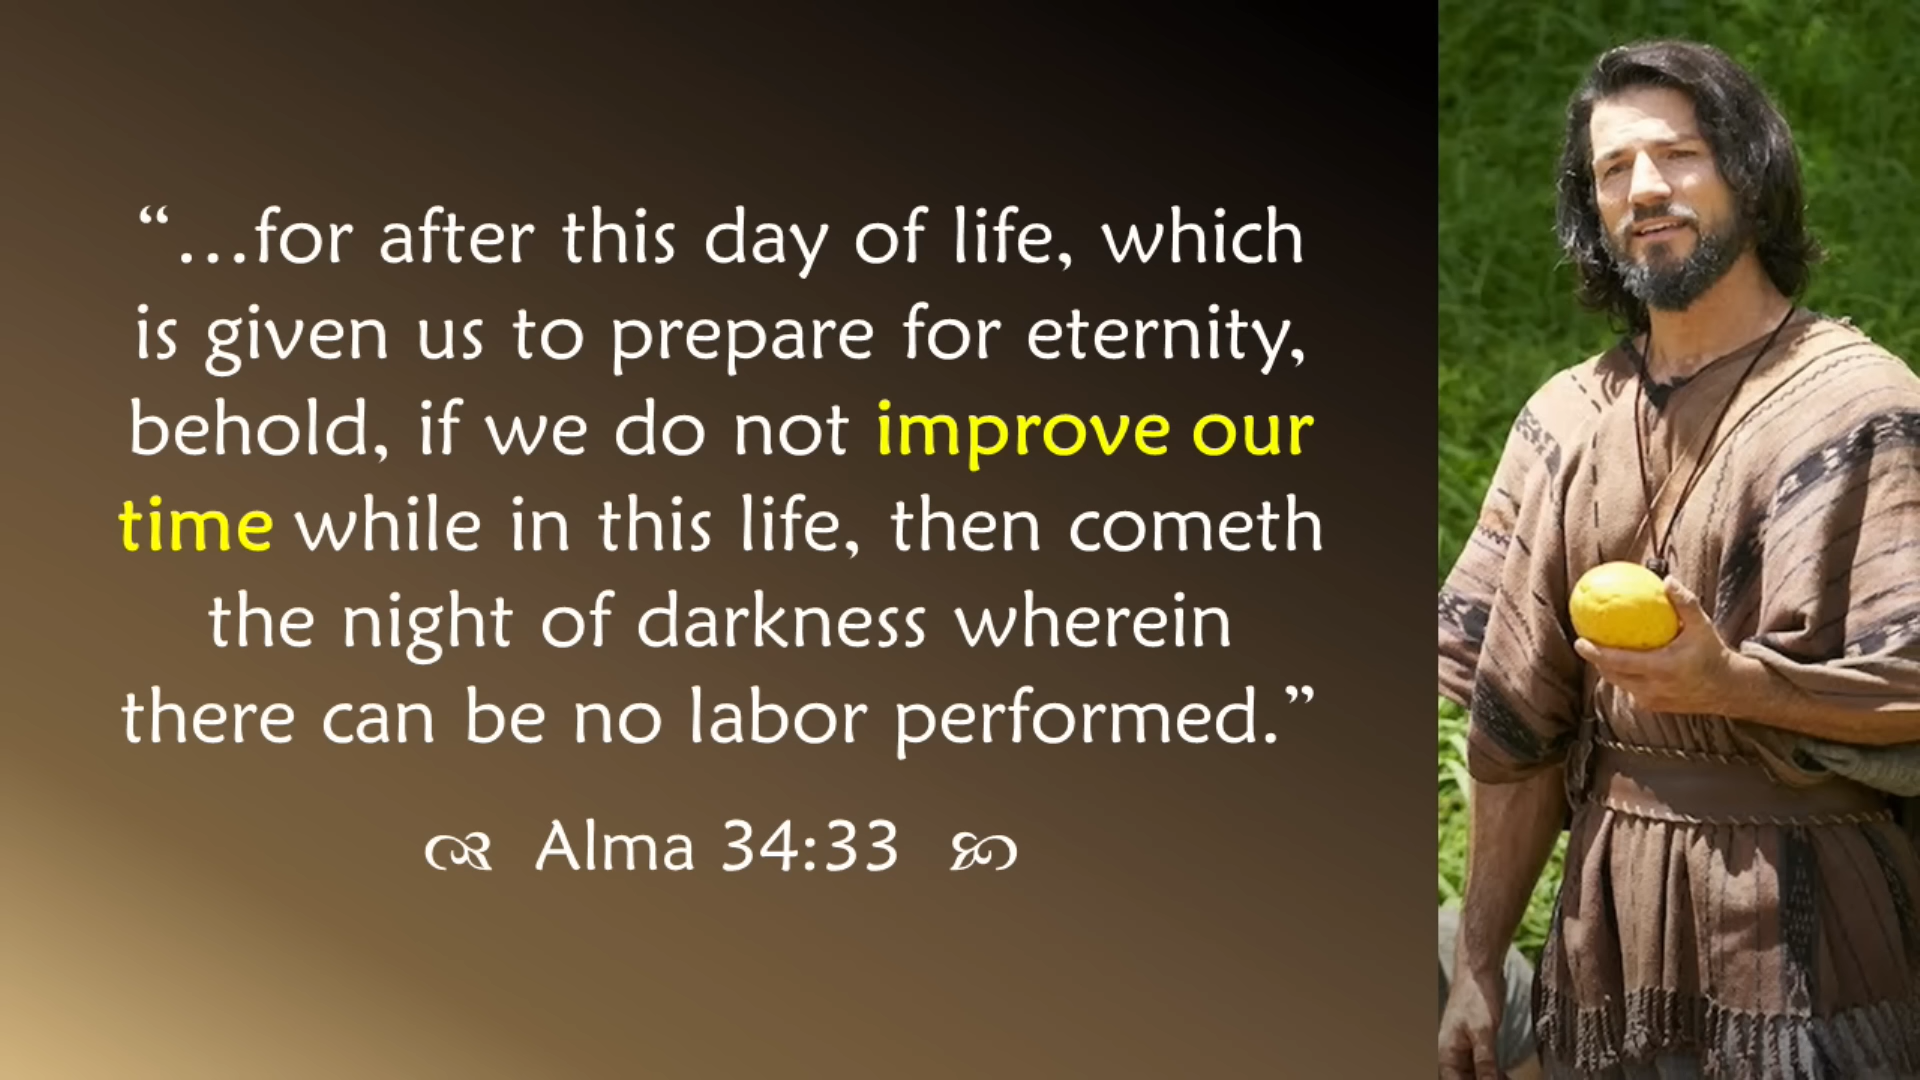 “…for after this day of life, which
is given us to prepare for eternity,
behold, if we do not improve our
time while in this life, then cometh
the night of darkness wherein
there can be no labor performed.”
Alma 34:33